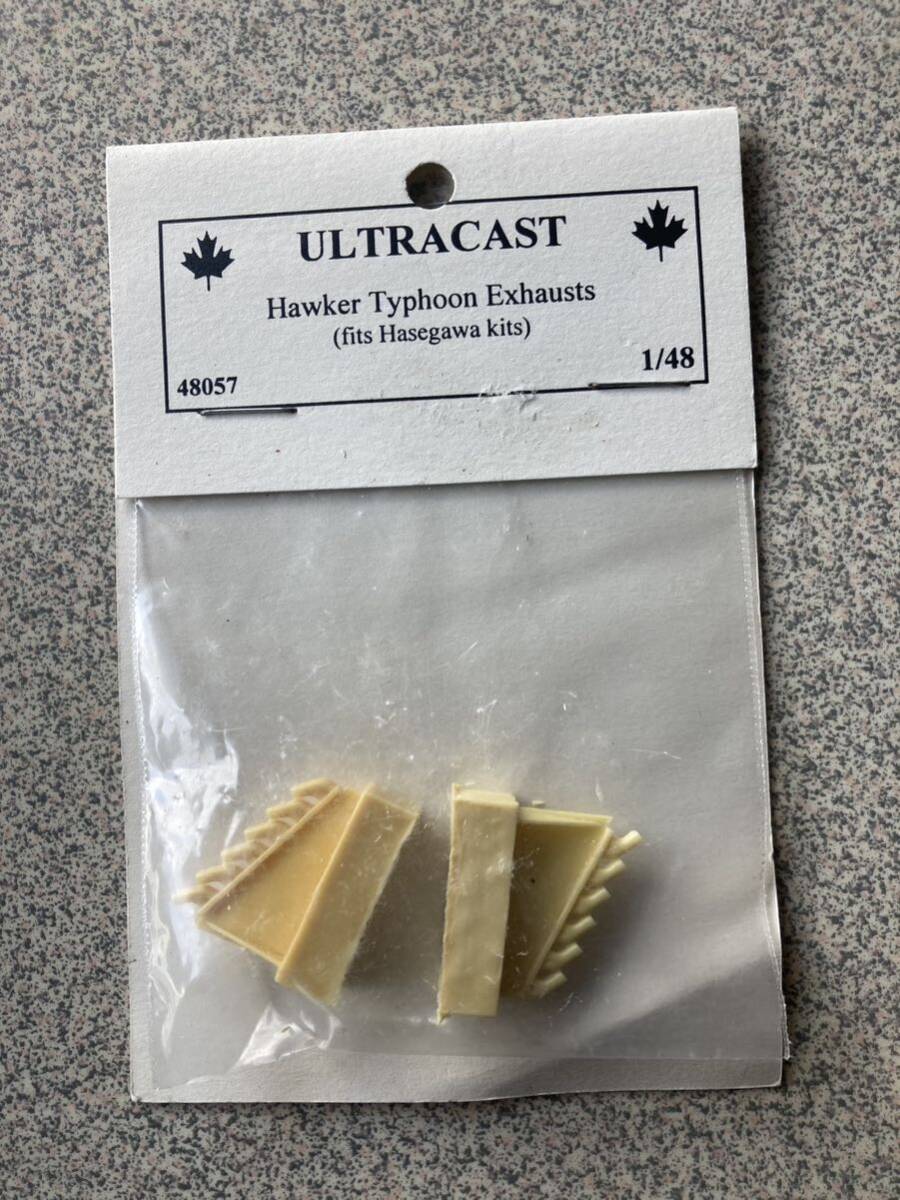 ULTRACAST
Hawker Typhoon Exhausts
(fits Hasegawa kits)
1/48
48057